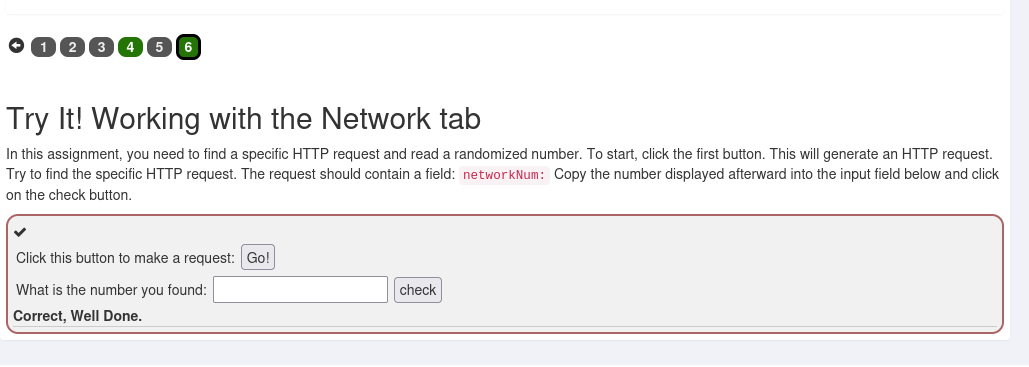 1 2 3 4 5 6
Try It! Working with the Network tab
In this assignment, you need to find a specific HTTP request and read a randomized number. To start, click the first button. This will generate an HTTP request.
Try to find the specific HTTP request. The request should contain a field: networkNum: Copy the number displayed afterward into the input field below and click
on the check button.
Click this button to make a request: Go!
What is the number you found: check
Correct, Well Done.